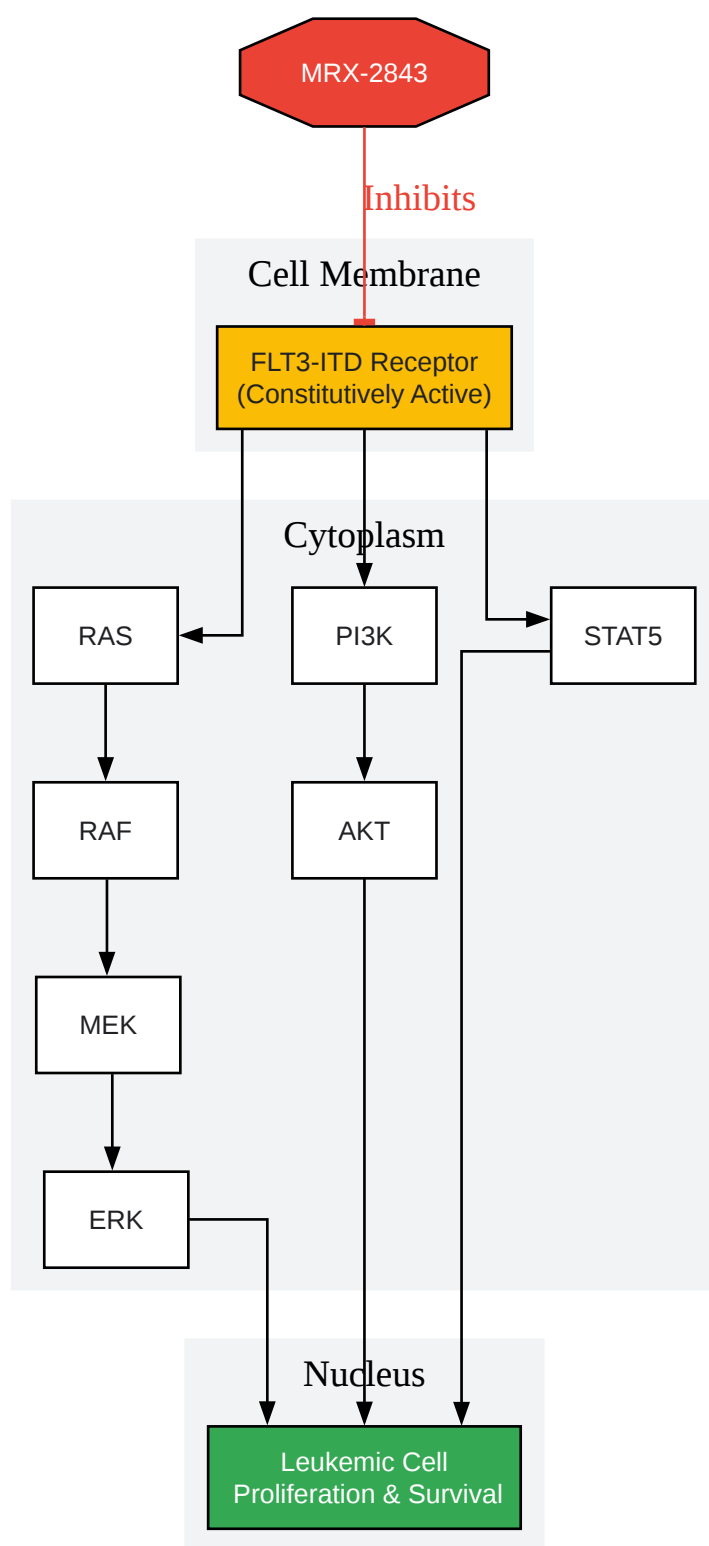 MRX-2843
Inhibits
Cell Membrane
FLT3-ITD Receptor
(Constitutively Active)
Cytoplasm
RAS
PI3K
STAT5
RAF
AKT
MEK
ERK
Nucleus
Leukemic Cell
Proliferation & Survival